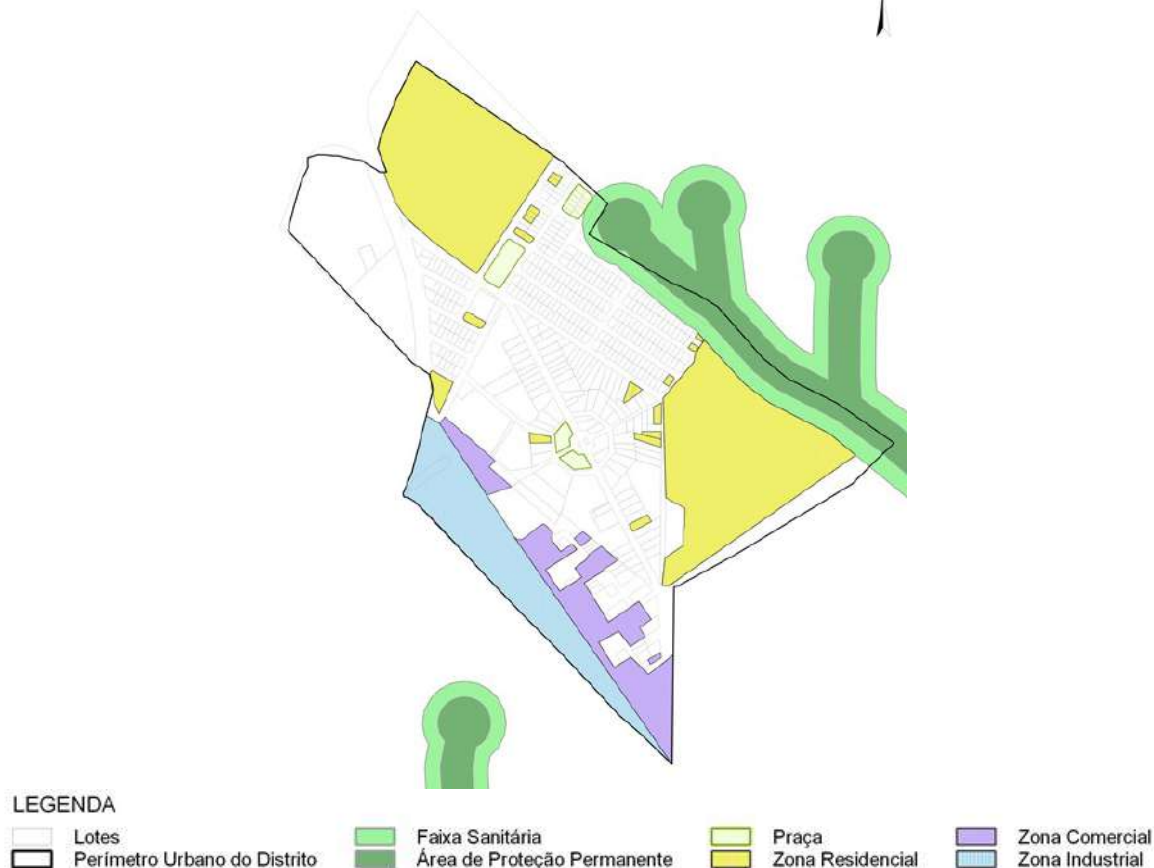 LEGENDA
Lotes Faixa Sanitária Praça Zona Comercial
Perímetro Urbano do Distrito Área de Proteção Permanente Zona Residencial Zona Industrial